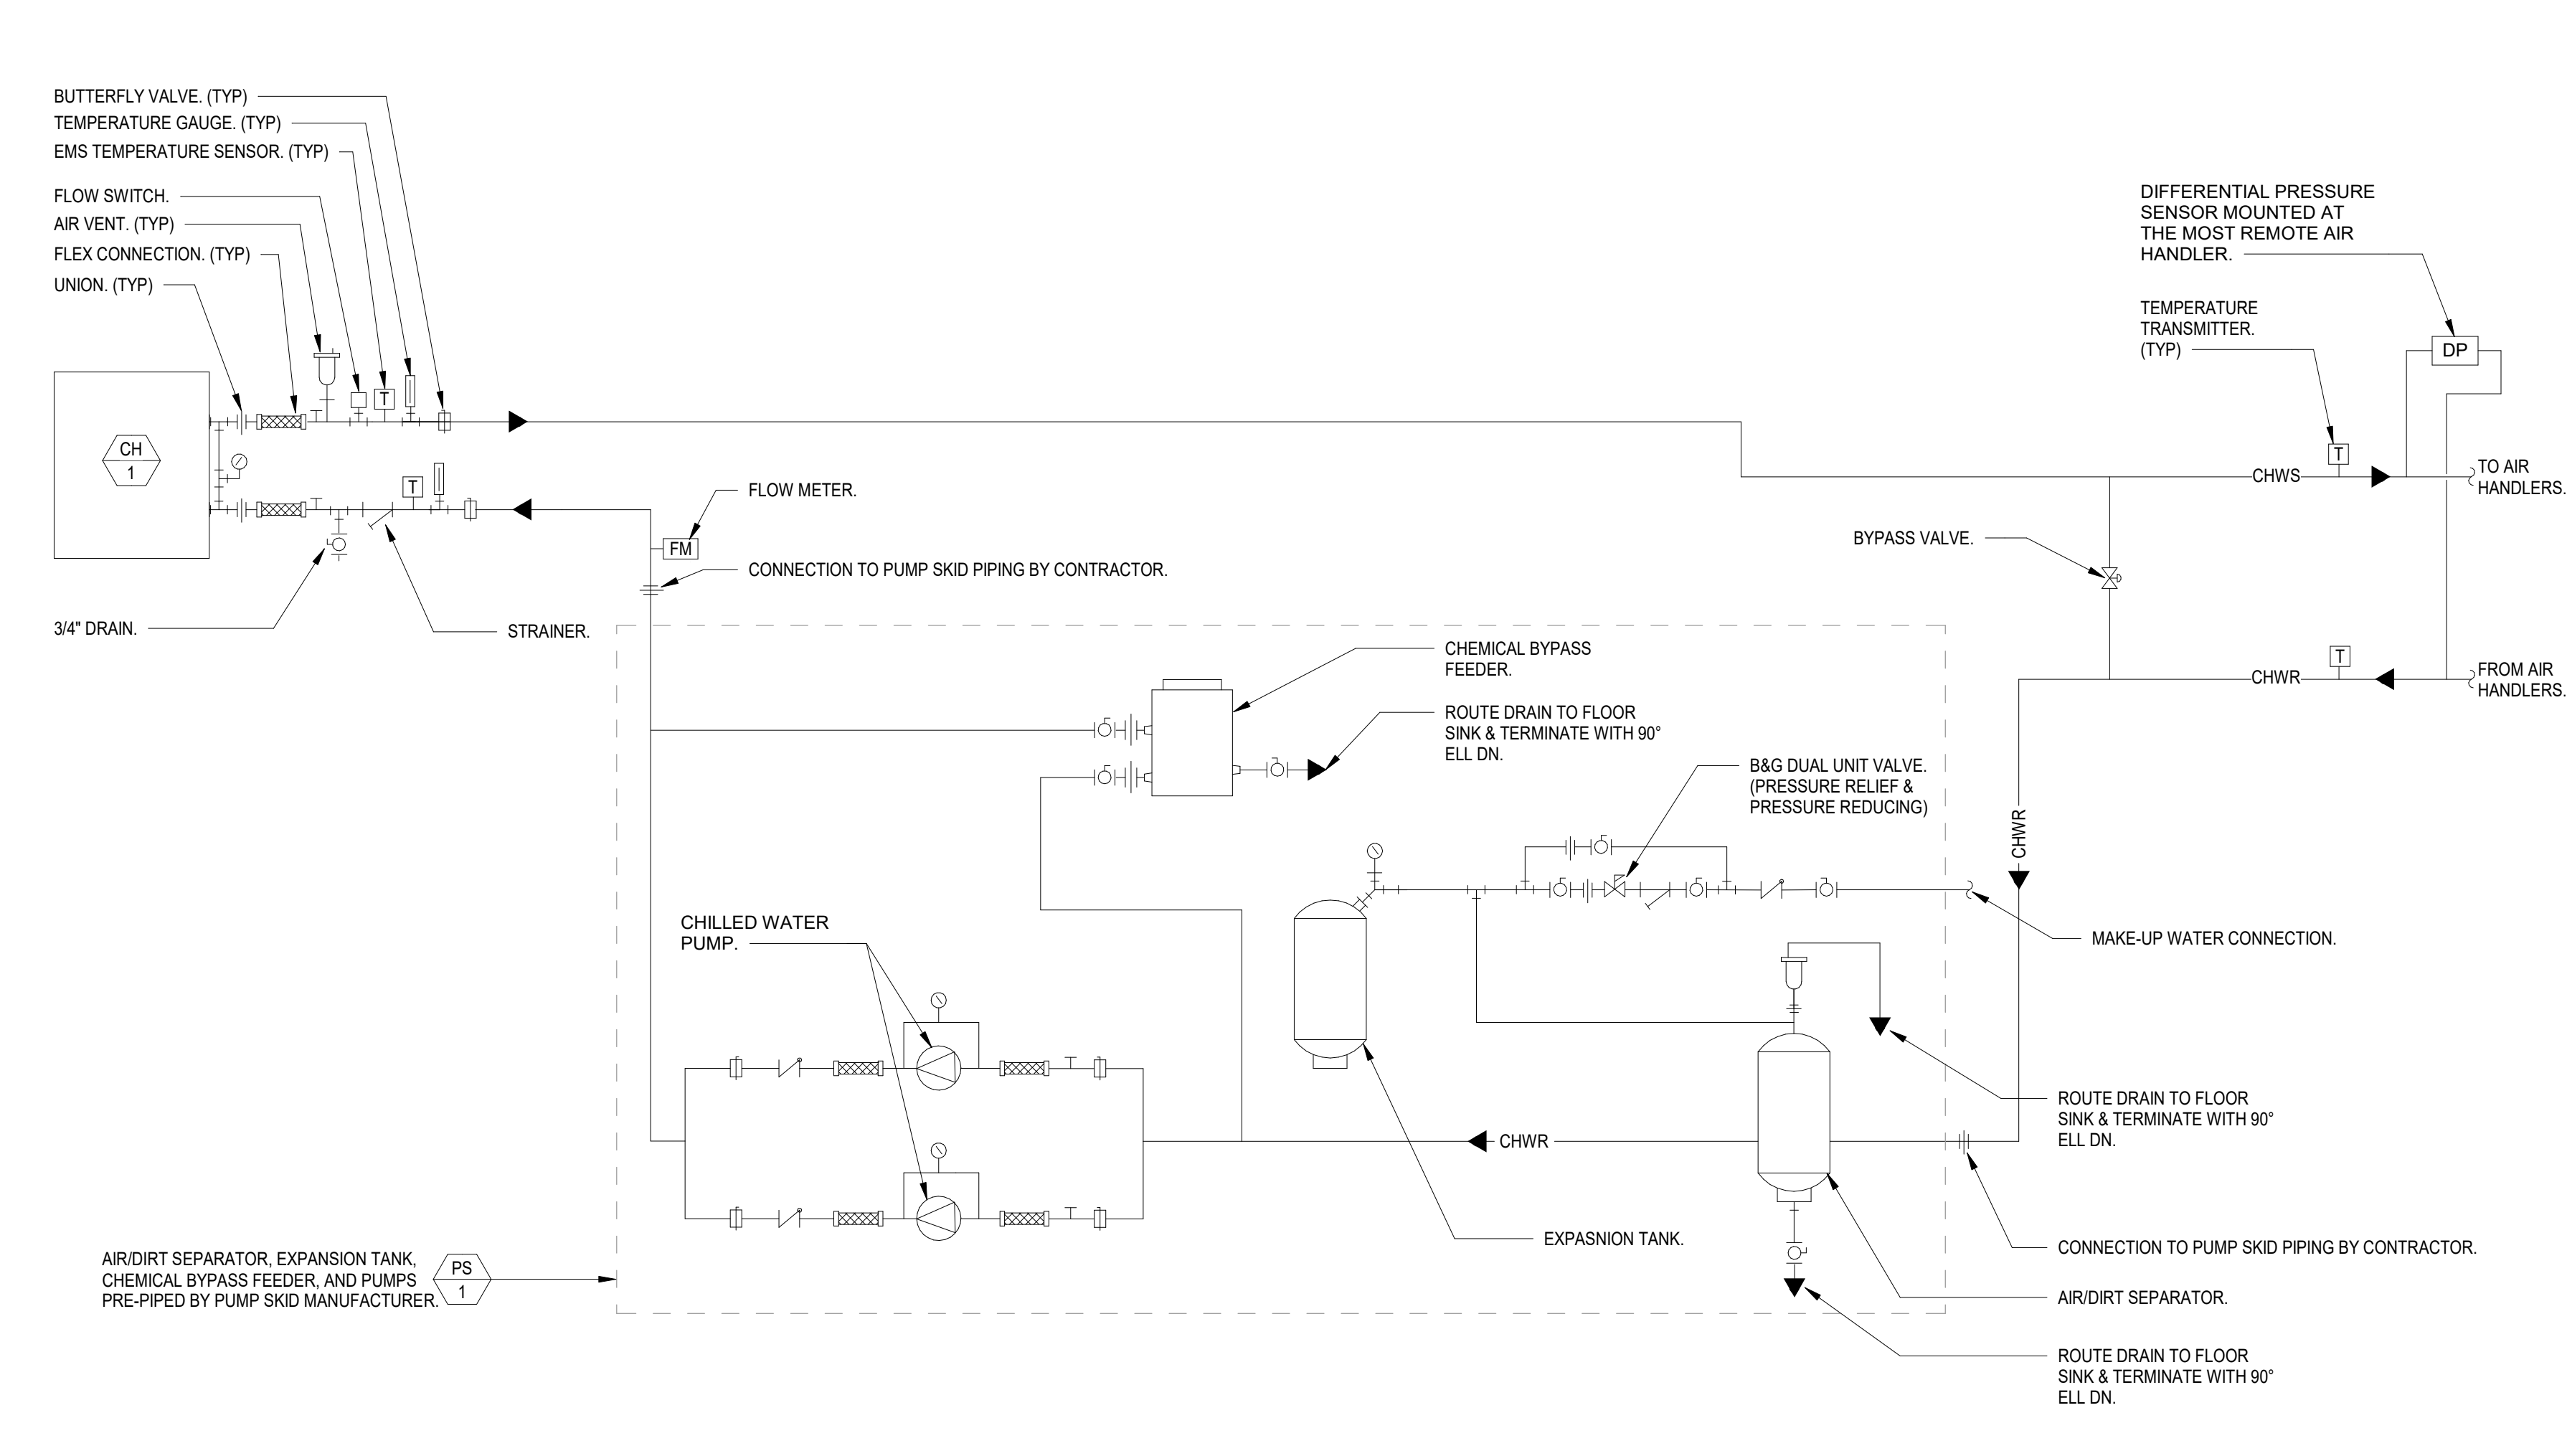 BUTTERFLY VALVE. (TYP)
TEMPERATURE GAUGE. (TYP)
EMS TEMPERATURE SENSOR. (TYP)
FLOW SWITCH.
AIR VENT. (TYP)
FLEX CONNECTION. (TYP)
UNION. (TYP)
T
CH
1
T
3/4" DRAIN.
STRAINER.
FLOW METER.
FM
CONNECTION TO PUMP SKID PIPING BY CONTRACTOR.
DIFFERENTIAL PRESSURE
SENSOR MOUNTED AT
THE MOST REMOTE AIR
HANDLER.
TEMPERATURE
TRANSMITTER.
(TYP)
DP
T
CHWS
TO AIR
HANDLERS.
BYPASS VALVE.
T
CHWR
FROM AIR
HANDLERS.
CHEMICAL BYPASS
FEEDER.
ROUTE DRAIN TO FLOOR
SINK & TERMINATE WITH 90°
ELL DN.
B&G DUAL UNIT VALVE.
(PRESSURE RELIEF &
PRESSURE REDUCING)
CHWR
MAKE-UP WATER CONNECTION.
CHILLED WATER
PUMP.
CHWR
ROUTE DRAIN TO FLOOR
SINK & TERMINATE WITH 90°
ELL DN.
EXPASNION TANK.
CONNECTION TO PUMP SKID PIPING BY CONTRACTOR.
AIR/DIRT SEPARATOR.
ROUTE DRAIN TO FLOOR
SINK & TERMINATE WITH 90°
ELL DN.
AIR/DIRT SEPARATOR, EXPANSION TANK,
CHEMICAL BYPASS FEEDER, AND PUMPS
PRE-PIPED BY PUMP SKID MANUFACTURER.
PS
1